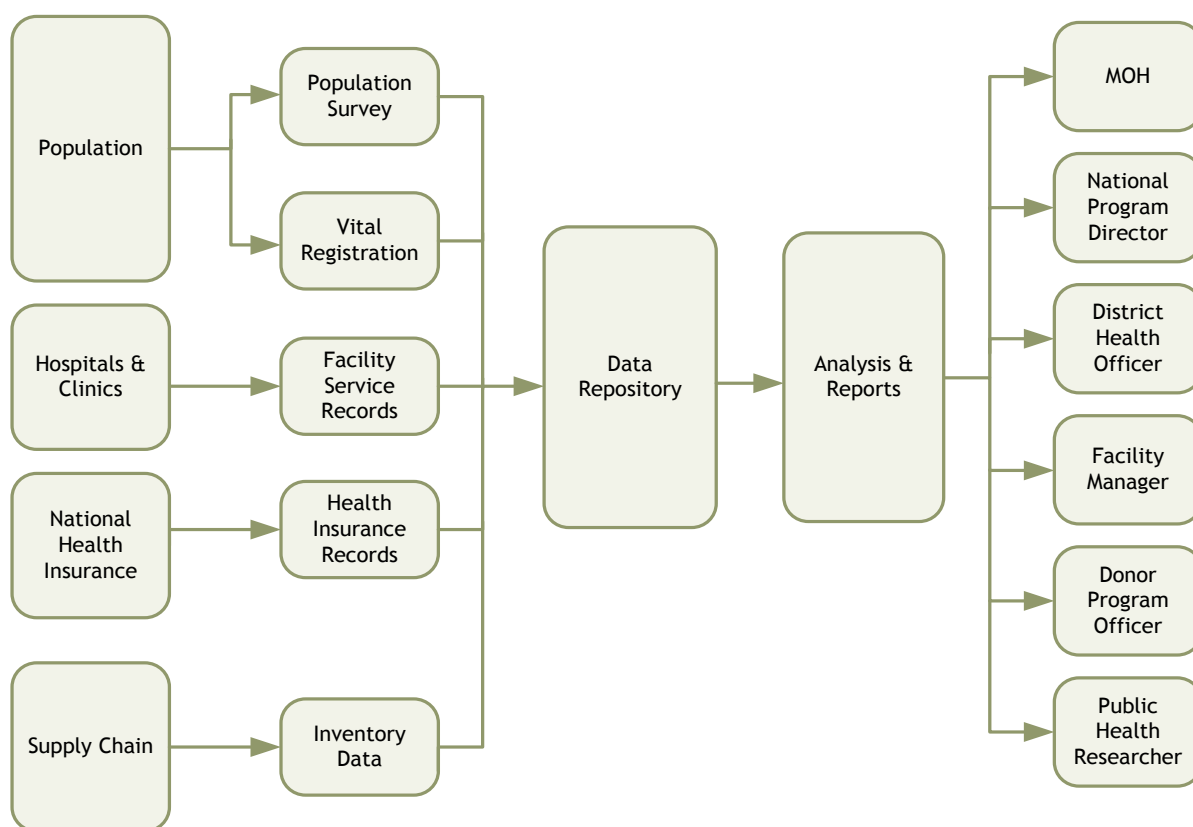 Population
Population
Survey
Vital
Registration
Hospitals &
Clinics
Facility
Service
Records
National
Health
Insurance
Health
Insurance
Records
Supply Chain
Inventory
Data
Data
Repository
Analysis &
Reports
MOH
National
Program
Director
District
Health
Officer
Facility
Manager
Donor
Program
Officer
Public
Health
Researcher